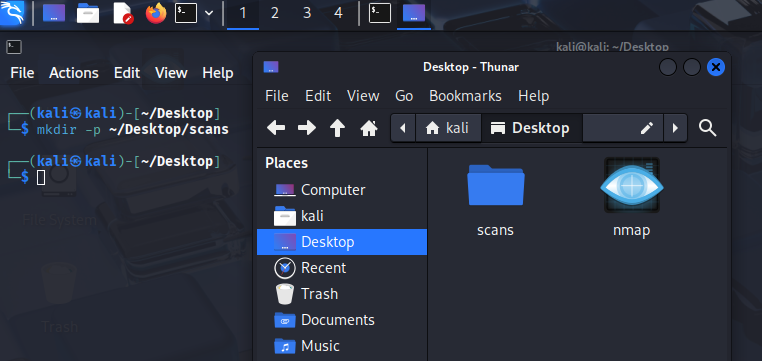 1 2 3 4
kali@kali: ~/Desktop
File Actions Edit View Help
┌──(kali㉿kali)-[~/Desktop]
└─$ mkdir -p ~/Desktop/scans
┌──(kali㉿kali)-[~/Desktop]
└─$
File System
Trash
Desktop - Thunar
File Edit View Go Bookmarks Help
kali Desktop
Places
Computer
kali
Desktop
Recent
Trash
Documents
Music
scans
nmap